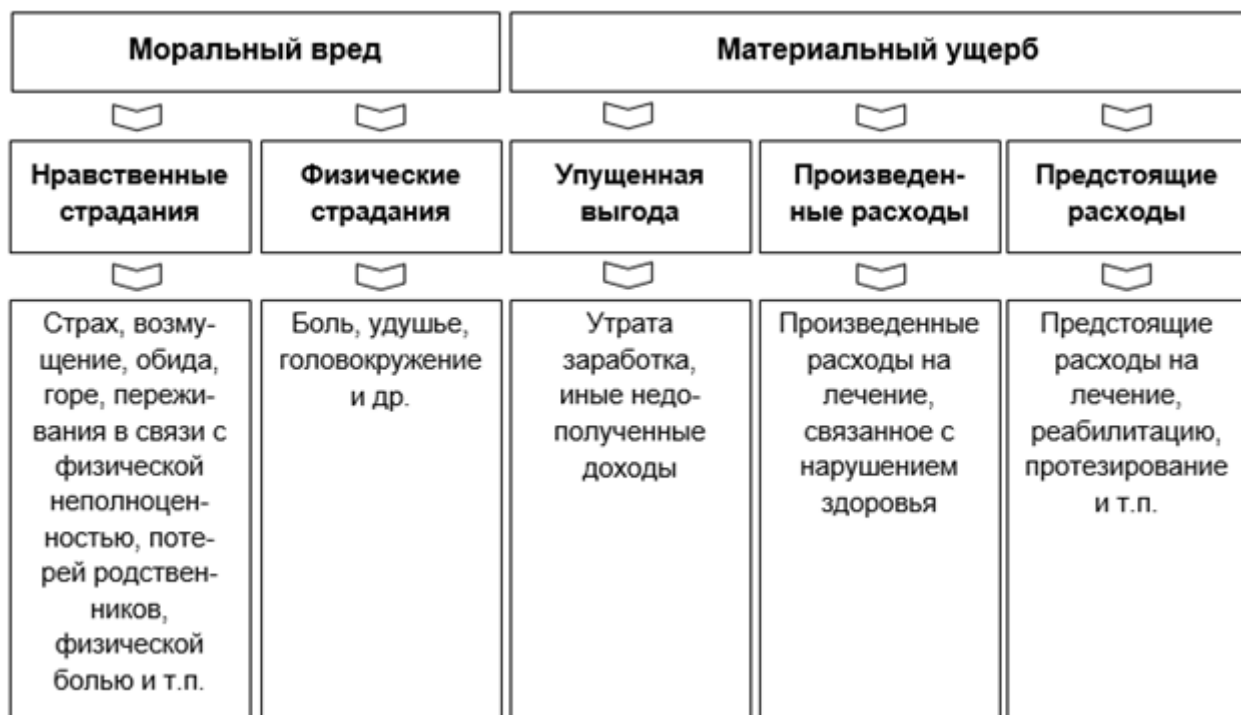 Моральный вред
Материальный ущерб
Нравственные
страдания
Физические
страдания
Упущенная
выгода
Произведен-
ные расходы
Предстоящие
расходы
Страх, возму-
щение, обида,
горе, пережи-
вания в связи с
физической
неполноцен-
ностью, поте-
рей родствен-
ников,
физической
болью и т.п.
Боль, удушье,
головокружение
и др.
Утрата
заработка,
иные недо-
полученные
доходы
Произведенные
расходы на
лечение,
связанное с
нарушением
здоровья
Предстоящие
расходы на
лечение,
реабилитацию,
протезирование
и т.п.